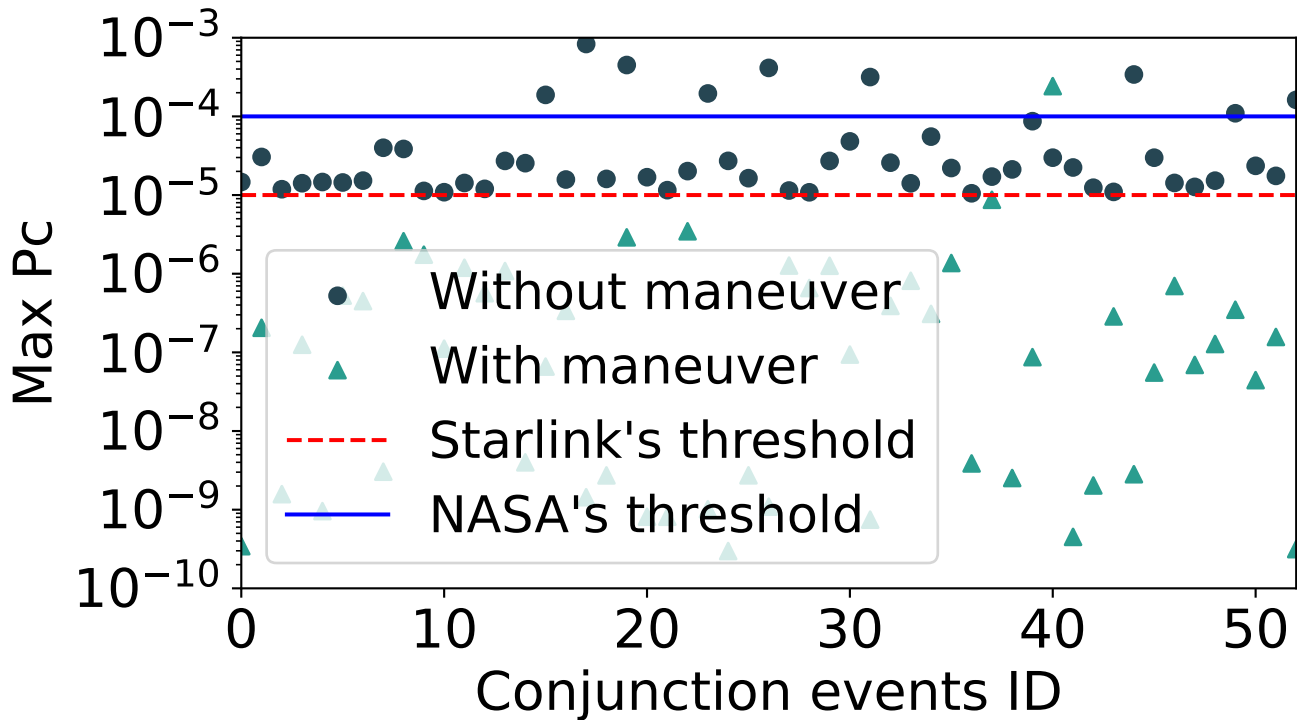 10⁻³
10⁻⁴
10⁻⁵
10⁻⁶
10⁻⁷
10⁻⁸
10⁻⁹
10⁻¹⁰
Max Pc
Without maneuver
With maneuver
Starlink's threshold
NASA's threshold
0 10 20 30 40 50
Conjunction events ID